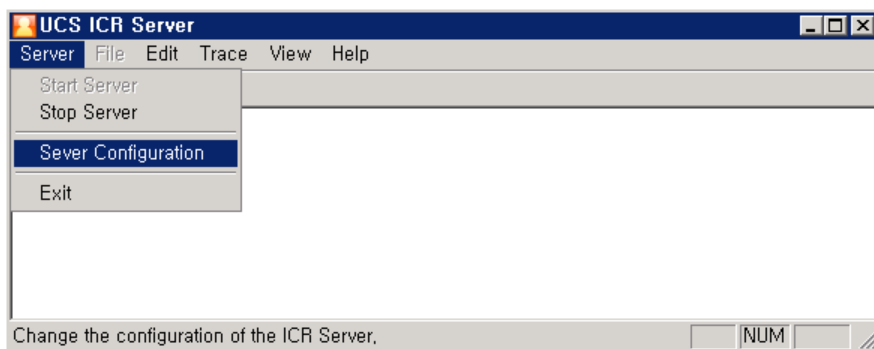 UCS ICR Server
Server File Edit Trace View Help
Start Server
Stop Server
Sever Configuration
Exit
Change the configuration of the ICR Server, NUM